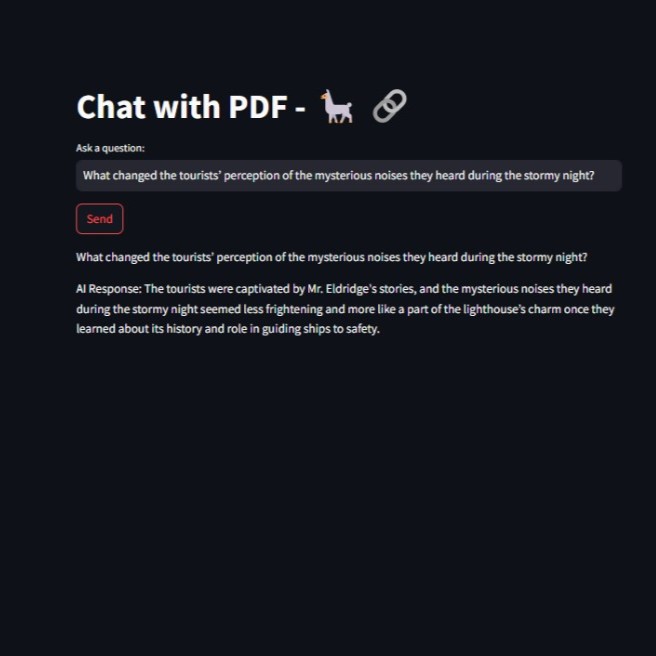 Chat with PDF - 🦙 🔗
Ask a question:
What changed the tourists' perception of the mysterious noises they heard during the stormy night?
Send
What changed the tourists' perception of the mysterious noises they heard during the stormy night?
AI Response: The tourists were captivated by Mr. Eldridge's stories, and the mysterious noises they heard
during the stormy night seemed less frightening and more like a part of the lighthouse's charm once they
learned about its history and role in guiding ships to safety.